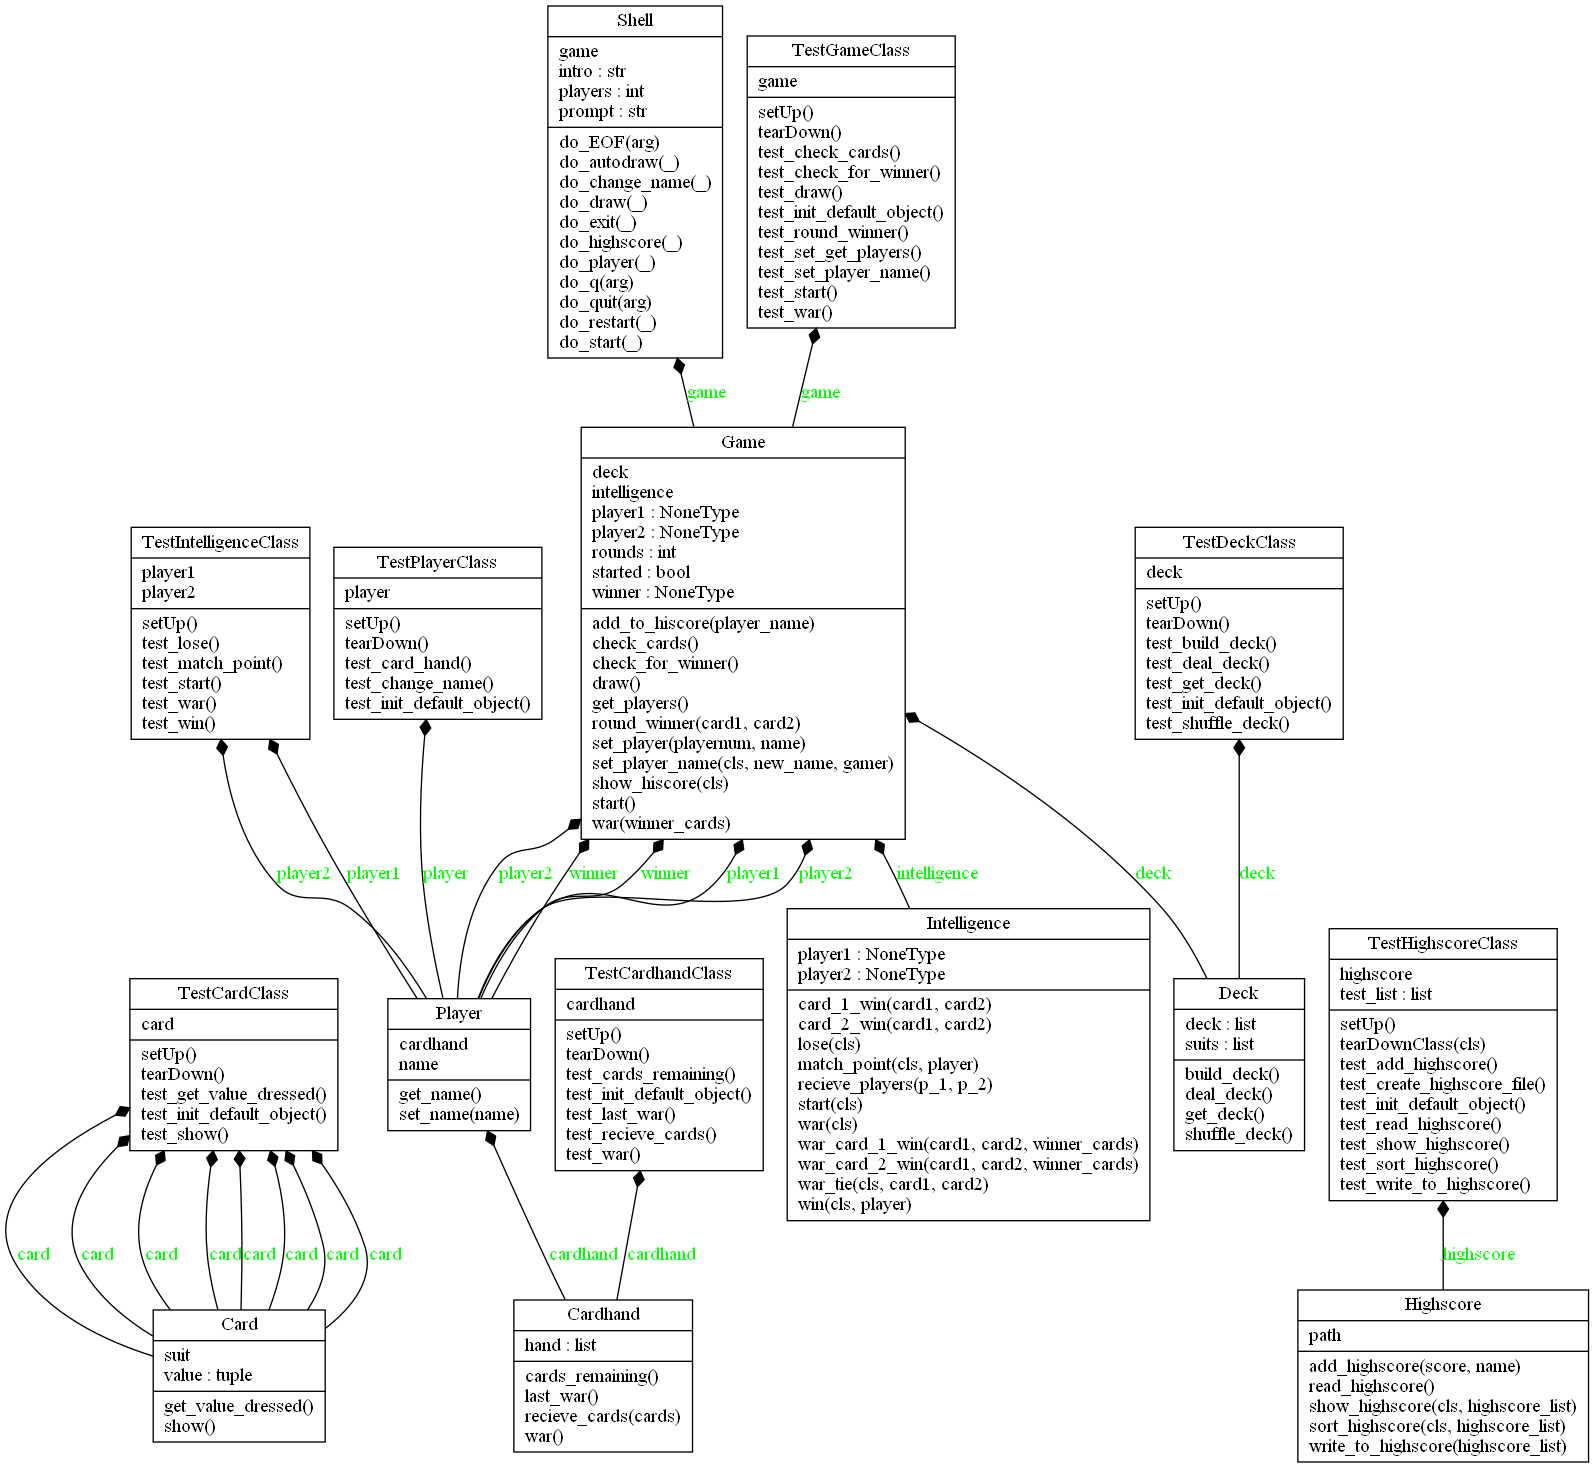 Shell
game
intro : str
players : int
prompt : str
do_EOF(arg)
do_autodraw(_)
do_change_name(_)
do_draw(_)
do_exit(_)
do_highscore(_)
do_player(_)
do_q(arg)
do_quit(arg)
do_restart(_)
do_start(_)
TestGameClass
game
setUp()
tearDown()
test_check_cards()
test_check_for_winner()
test_draw()
test_init_default_object()
test_round_winner()
test_set_get_players()
test_set_player_name()
test_start()
test_war()
game
game
Game
deck
intelligence
player1 : NoneType
player2 : NoneType
rounds : int
started : bool
winner : NoneType
add_to_hiscore(player_name)
check_cards()
check_for_winner()
draw()
get_players()
round_winner(card1, card2)
set_player(playernum, name)
set_player_name(cls, new_name, gamer)
show_hiscore(cls)
start()
war(winner_cards)
TestIntelligenceClass
player1
player2
setUp()
test_lose()
test_match_point()
test_start()
test_war()
test_win()
TestPlayerClass
player
setUp()
tearDown()
test_card_hand()
test_change_name()
test_init_default_object()
TestDeckClass
deck
setUp()
tearDown()
test_build_deck()
test_deal_deck()
test_get_deck()
test_init_default_object()
test_shuffle_deck()
player2
player1
player
player2
winner
winner
player1
player2
intelligence
deck
deck
TestCardClass
card
setUp()
tearDown()
test_get_value_dressed()
test_init_default_object()
test_show()
Player
cardhand
name
get_name()
set_name(name)
TestCardhandClass
cardhand
setUp()
tearDown()
test_cards_remaining()
test_init_default_object()
test_last_war()
test_recieve_cards()
test_war()
Intelligence
player1 : NoneType
player2 : NoneType
card_1_win(card1, card2)
card_2_win(card1, card2)
lose(cls)
match_point(cls, player)
recieve_players(p_1, p_2)
start(cls)
war(cls)
war_card_1_win(card1, card2, winner_cards)
war_card_2_win(card1, card2, winner_cards)
war_tie(cls, card1, card2)
win(cls, player)
Deck
deck : list
suits : list
build_deck()
deal_deck()
get_deck()
shuffle_deck()
TestHighscoreClass
highscore
test_list : list
setUp()
tearDownClass(cls)
test_add_highscore()
test_create_highscore_file()
test_init_default_object()
test_read_highscore()
test_show_highscore()
test_sort_highscore()
test_write_to_highscore()
card
card
card
card
card
card
card
card
cardhand
cardhand
highscore
Card
suit
value : tuple
get_value_dressed()
show()
Cardhand
hand : list
cards_remaining()
last_war()
recieve_cards(cards)
war()
Highscore
path
add_highscore(score, name)
read_highscore()
show_highscore(cls, highscore_list)
sort_highscore(cls, highscore_list)
write_to_highscore(highscore_list)